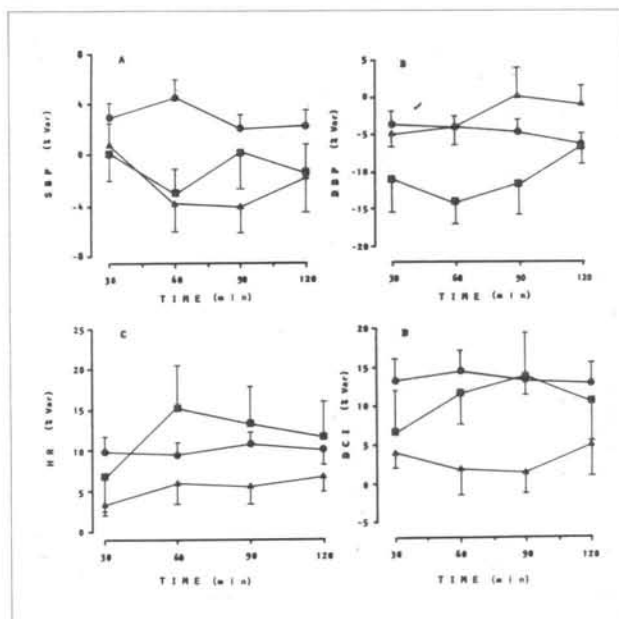 A
SBP (% Var)
8
4
0
-4
-8
30 60 90 120
TIME (min)
B
DBP (% Var)
5
0
-5
-10
-15
-20
30 60 90 120
TIME (min)
C
HR (% Var)
25
20
15
10
5
0
30 60 90 120
TIME (min)
D
DCI (% Var)
20
15
10
5
0
-5
30 60 90 120
TIME (min)